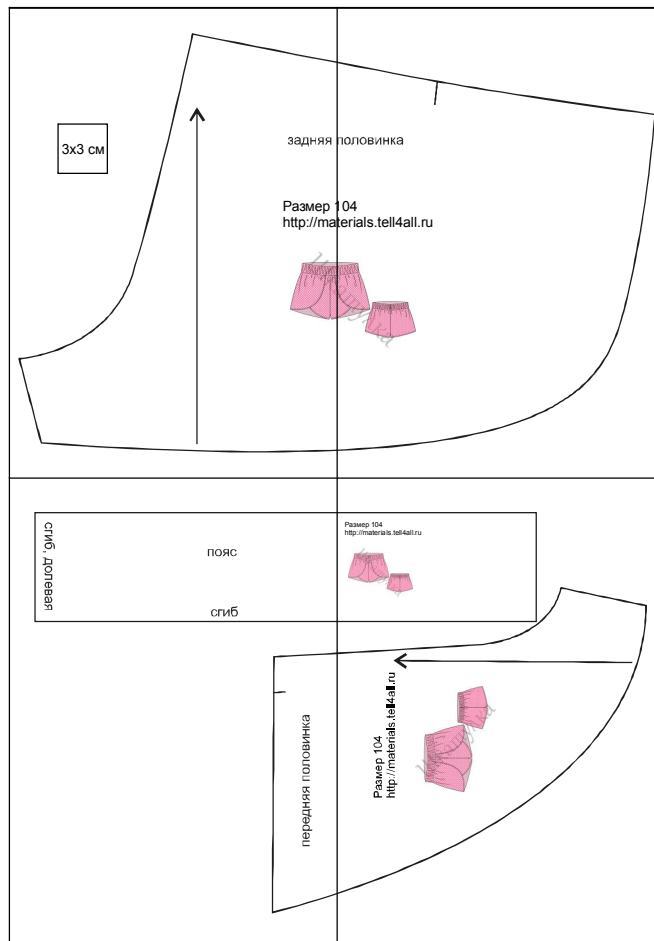 3х3 см
задняя половинка
Размер 104
http://materials.tell4all.ru
сгиб, долевая
пояс
сгиб
Размер 104
http://materials.tell4all.ru
передняя половинка
Размер 104
http://materials.tell4all.ru